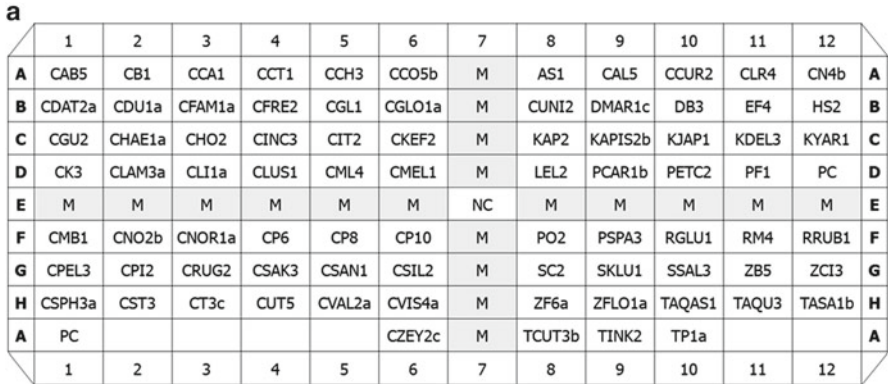 a
1 2 3 4 5 6 7 8 9 10 11 12
A CAB5 CB1 CCA1 CCT1 CCH3 CCO5b M AS1 CAL5 CCUR2 CLR4 CN4b A
B CDAT2a CDU1a CFAM1a CFRE2 CGL1 CGLO1a M CUNI2 DMAR1c DB3 EF4 HS2 B
C CGU2 CHAE1a CHO2 CINC3 CIT2 CKEF2 M KAP2 KAPIS2b KJAP1 KDEL3 KYAR1 C
D CK3 CLAM3a CLI1a CLUS1 CML4 CMEL1 M LEL2 PCAR1b PETC2 PF1 PC D
E M M M M M M NC M M M M M E
F CMB1 CNO2b CNOR1a CP6 CP8 CP10 M PO2 PSPA3 RGLU1 RM4 RRUB1 F
G CPEL3 CPI2 CRUG2 CSAK3 CSAN1 CSIL2 M SC2 SKLU1 SSAL3 ZB5 ZCI3 G
H CSPH3a CST3 CT3c CUT5 CVAL2a CVIS4a M ZF6a ZFLO1a TAQAS1 TAQU3 TASA1b H
A PC CZEY2c M TCUT3b TINK2 TP1a A
1 2 3 4 5 6 7 8 9 10 11 12